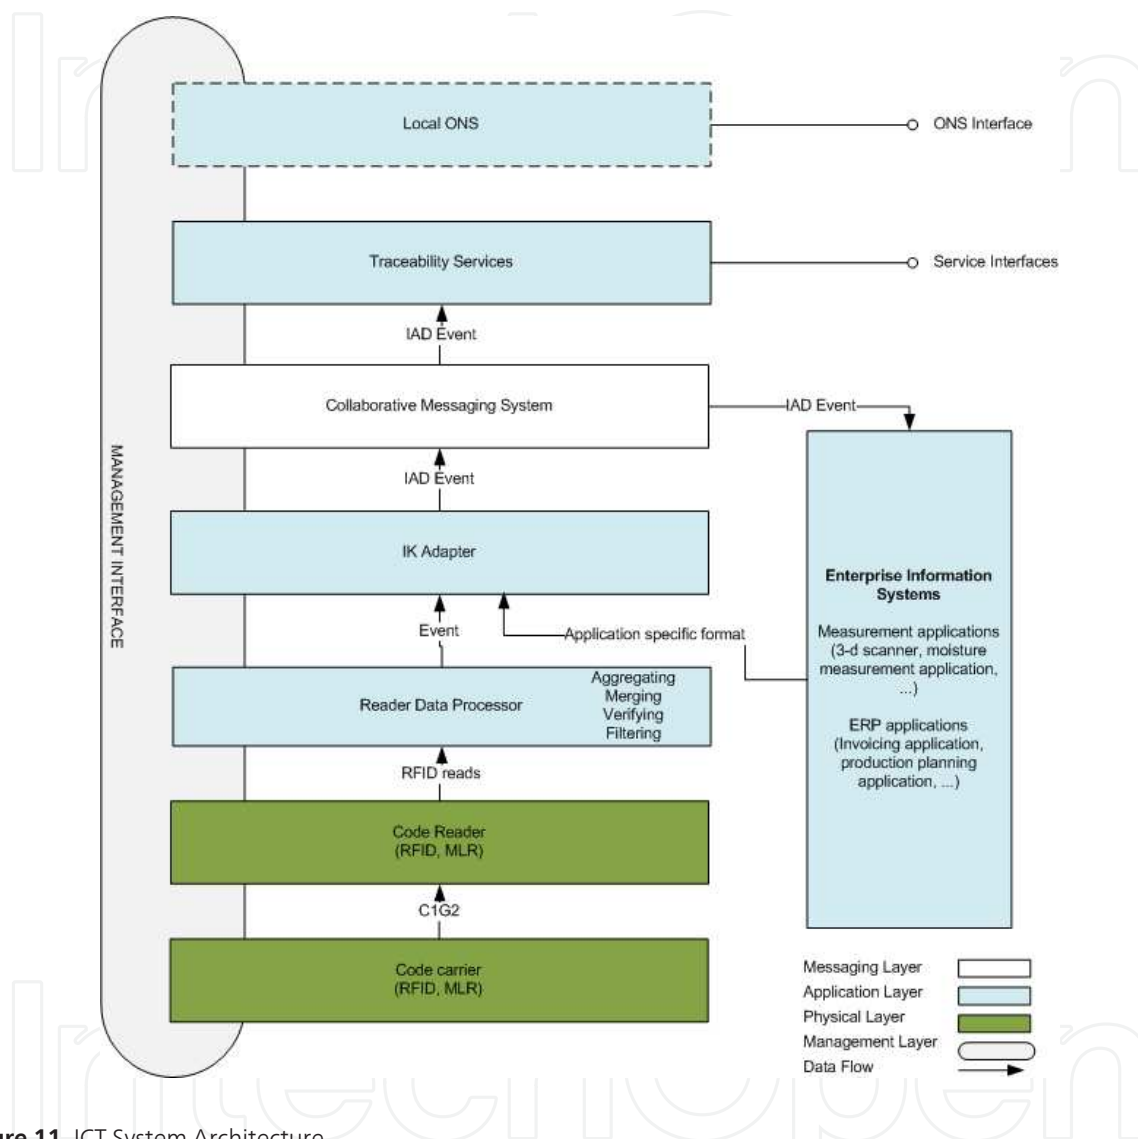 Local ONS
ONS Interface
Traceability Services
Service Interfaces
IAD Event
Collaborative Messaging System
IAD Event
IAD Event
IK Adapter
MANAGEMENT INTERFACE
Event
Application specific format
Enterprise Information
Systems
Measurement applications
(3-d scanner, moisture
measurement application,
...)
ERP applications
(Invoicing application,
production planning
application, ...)
Reader Data Processor
Aggregating
Merging
Verifying
Filtering
RFID reads
Code Reader
(RFID, MLR)
C1G2
Code carrier
(RFID, MLR)
Messaging Layer
Application Layer
Physical Layer
Management Layer
Data Flow
11. ICT System Architecture